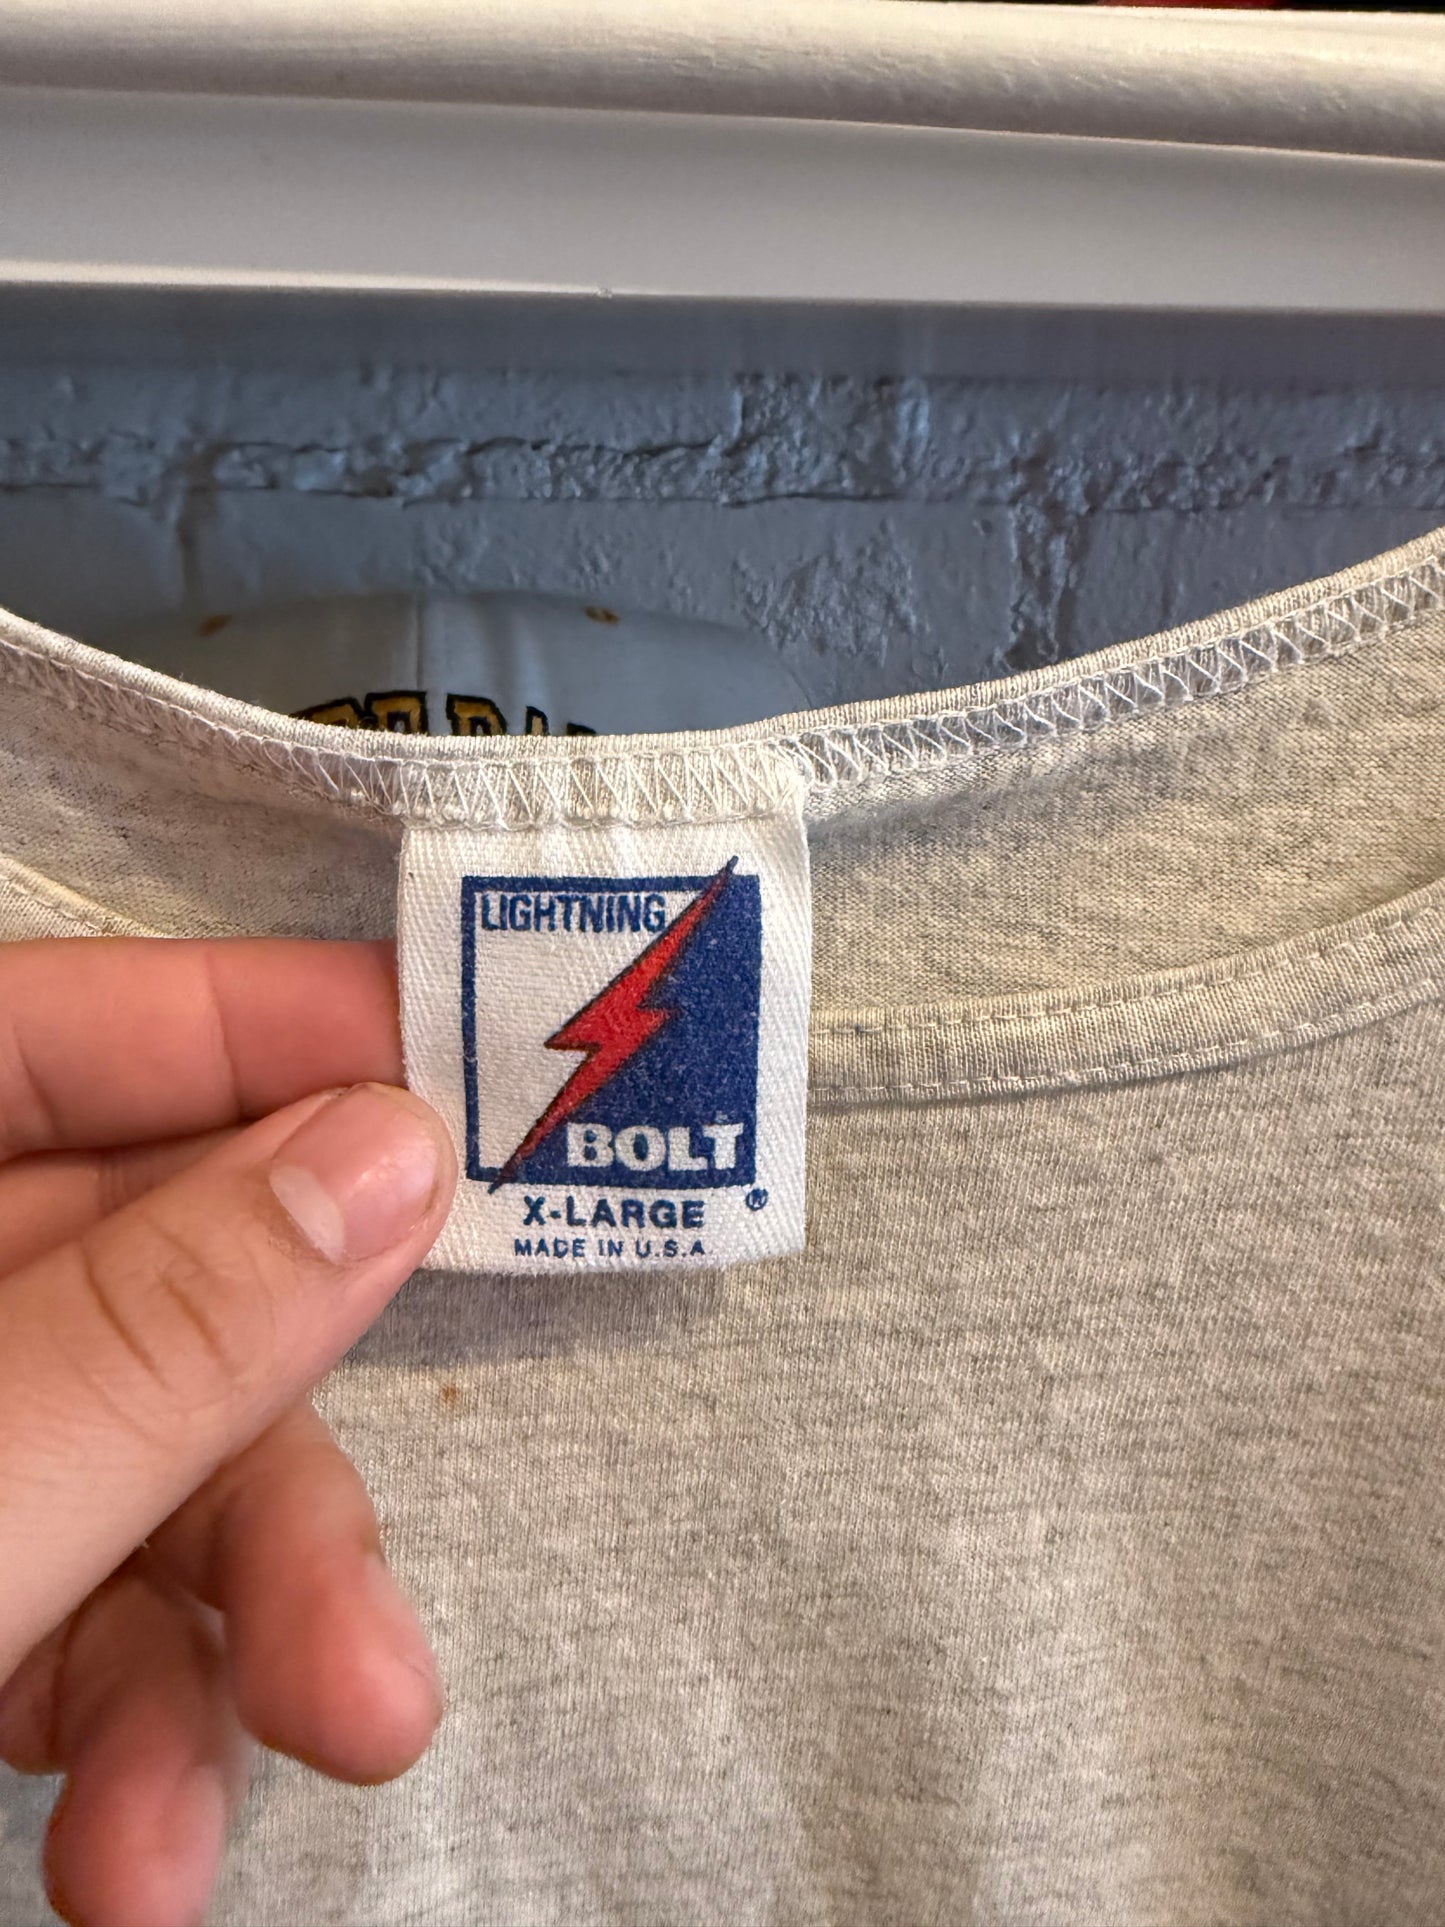 LIGHTNING
BOLT
®
X-LARGE
MADE IN U.S.A